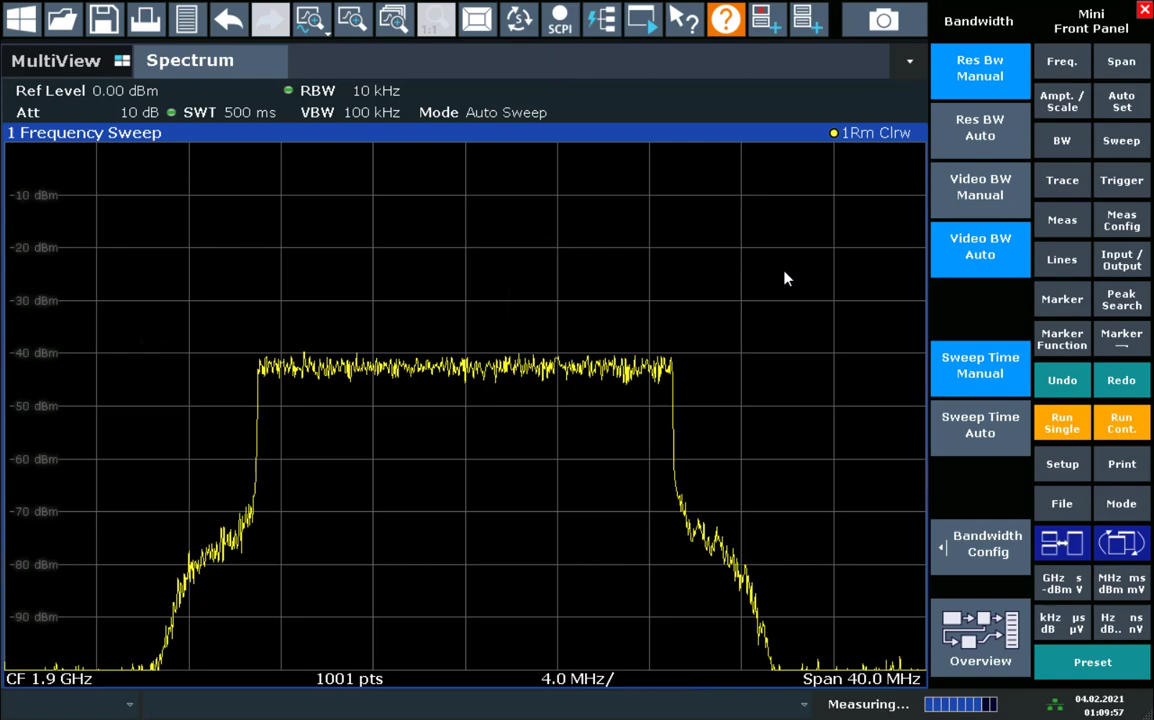 1:1
SCPI
MultiView
Spectrum
Ref Level 0.00 dBm
RBW 10 kHz
Att 10 dB
SWT 500 ms
VBW 100 kHz
Mode Auto Sweep
1 Frequency Sweep
1Rm Clrw
-10 dBm
-20 dBm
-30 dBm
-40 dBm
-50 dBm
-60 dBm
-70 dBm
-80 dBm
-90 dBm
CF 1.9 GHz
1001 pts
4.0 MHz/
Span 40.0 MHz
Measuring...
04.02.2021
01:09:57
Bandwidth
Res Bw
Manual
Res BW
Auto
Video BW
Manual
Video BW
Auto
Sweep Time
Manual
Sweep Time
Auto
Bandwidth
Config
Overview
Mini
Front Panel
Freq.
Span
Ampt. /
Scale
Auto
Set
BW
Sweep
Trace
Trigger
Meas
Meas
Config
Lines
Input /
Output
Marker
Peak
Search
Marker
Function
Marker
Undo
Redo
Run
Single
Run
Cont.
Setup
Print
File
Mode
GHz s
-dBm V
MHz ms
dBm mV
kHz µs
dB µV
Hz ns
dB.. nV
Preset